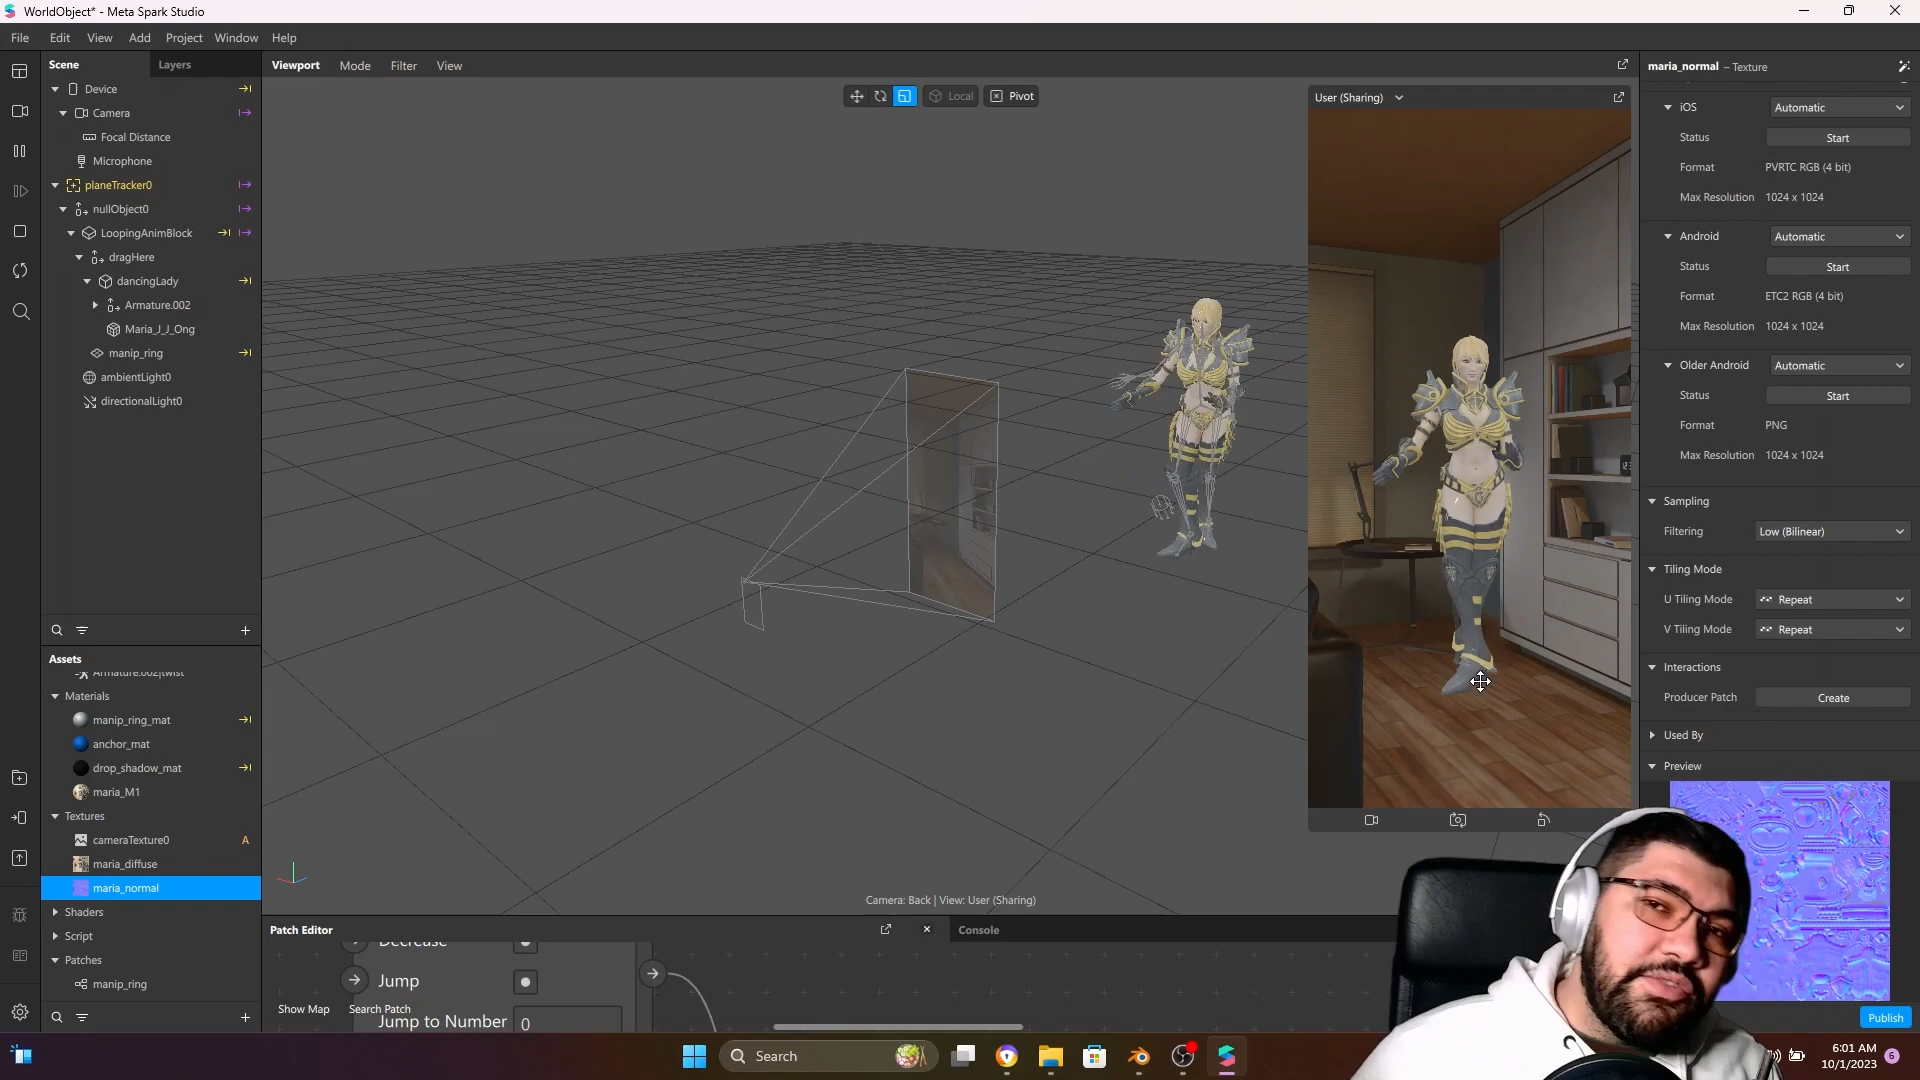 WorldObject* - Meta Spark Studio
File Edit View Add Project Window Help
Scene Layers
Device
Camera
Focal Distance
Microphone
planeTracker0
nullObject0
LoopingAnimBlock
dragHere
dancingLady
Armature.002
Maria_J_J_Ong
manip_ring
ambientLight0
directionalLight0
Assets
Armature.002|twist
Materials
manip_ring_mat
anchor_mat
drop_shadow_mat
maria_M1
Textures
cameraTexture0 A
maria_diffuse
maria_normal
Shaders
Script
Patches
manip_ring
Viewport Mode Filter View
Local Pivot
User (Sharing)
Camera: Back | View: User (Sharing)
Patch Editor
Console
Decrease
Jump
Show Map Search Patch
Jump to Number 0
maria_normal – Texture
iOS Automatic
Status Start
Format PVRTC RGB (4 bit)
Max Resolution 1024 x 1024
Android Automatic
Status Start
Format ETC2 RGB (4 bit)
Max Resolution 1024 x 1024
Older Android Automatic
Status Start
Format PNG
Max Resolution 1024 x 1024
Sampling
Filtering Low (Bilinear)
Tiling Mode
U Tiling Mode Repeat
V Tiling Mode Repeat
Interactions
Producer Patch Create
Used By
Preview
Publish
Search
6:01 AM
10/1/2023
6